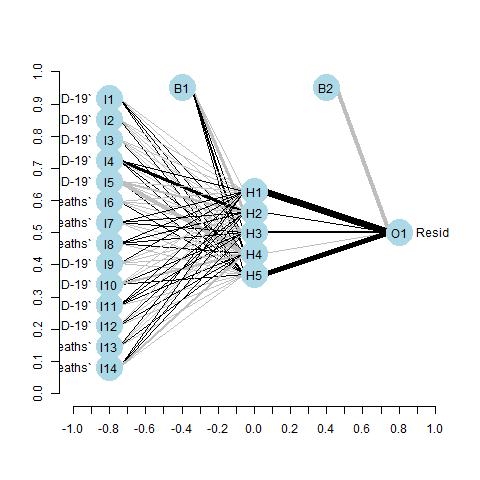 B1 B2
D-19` I1
D-19` I2
D-19` I3
D-19` I4
D-19` I5
eaths` I6
eaths` I7
eaths` I8
D-19` I9
D-19` I10
D-19` I11
D-19` I12
eaths` I13
eaths` I14
H1
H2
H3
H4
H5
O1 Resid
1.0
0.9
0.8
0.7
0.6
0.5
0.4
0.3
0.2
0.1
0.0
-1.0 -0.8 -0.6 -0.4 -0.2 0.0 0.2 0.4 0.6 0.8 1.0